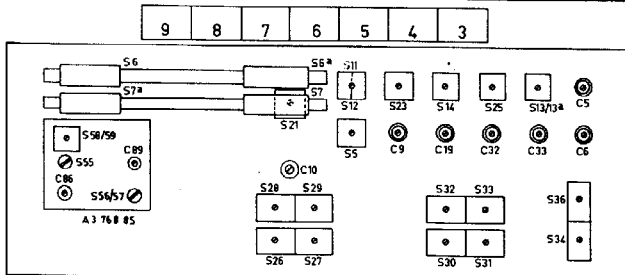 9 8 7 6 5 4 3
S6 S6a S11
S7a S7 S12 S23 S14 S25 S13/13a C5
S21
S58/59 S5 C9 C19 C32 C33 C6
S55 C89
C86 S56/57
C10
A3 768 85
S28 S29 S32 S33 S36
S26 S27 S30 S31 S34